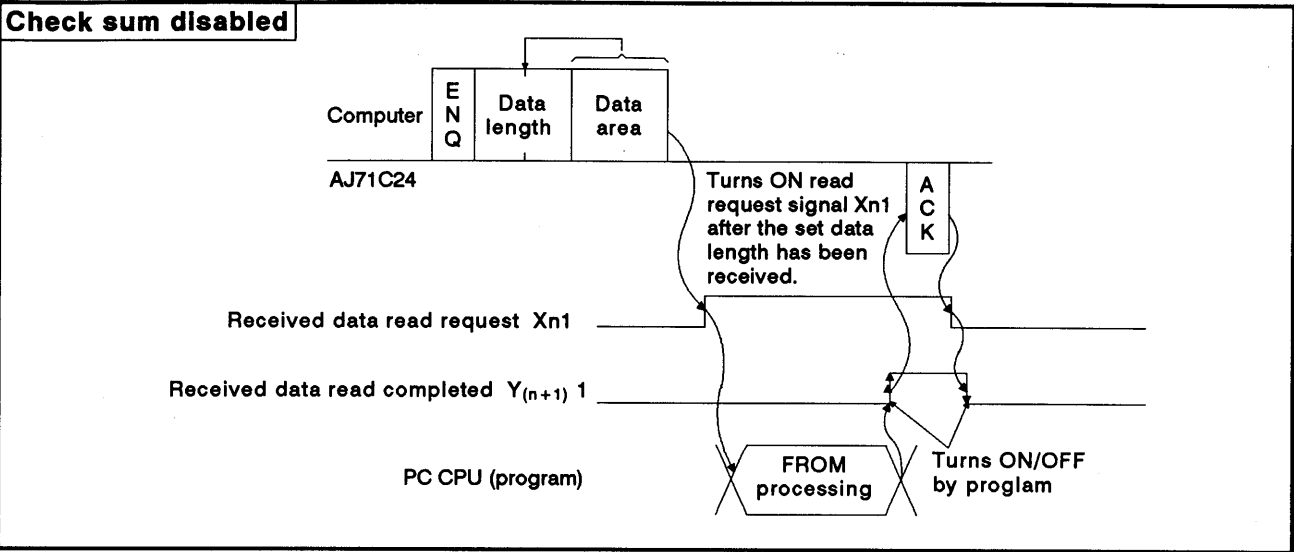 Check sum disabled
Computer
E
N
Q
Data
length
Data
area
AJ71C24
Turns ON read
request signal Xn1
after the set data
length has been
received.
A
C
K
Received data read request Xn1
Received data read completed Y(n+1) 1
PC CPU (program)
FROM
processing
Turns ON/OFF
by proglam